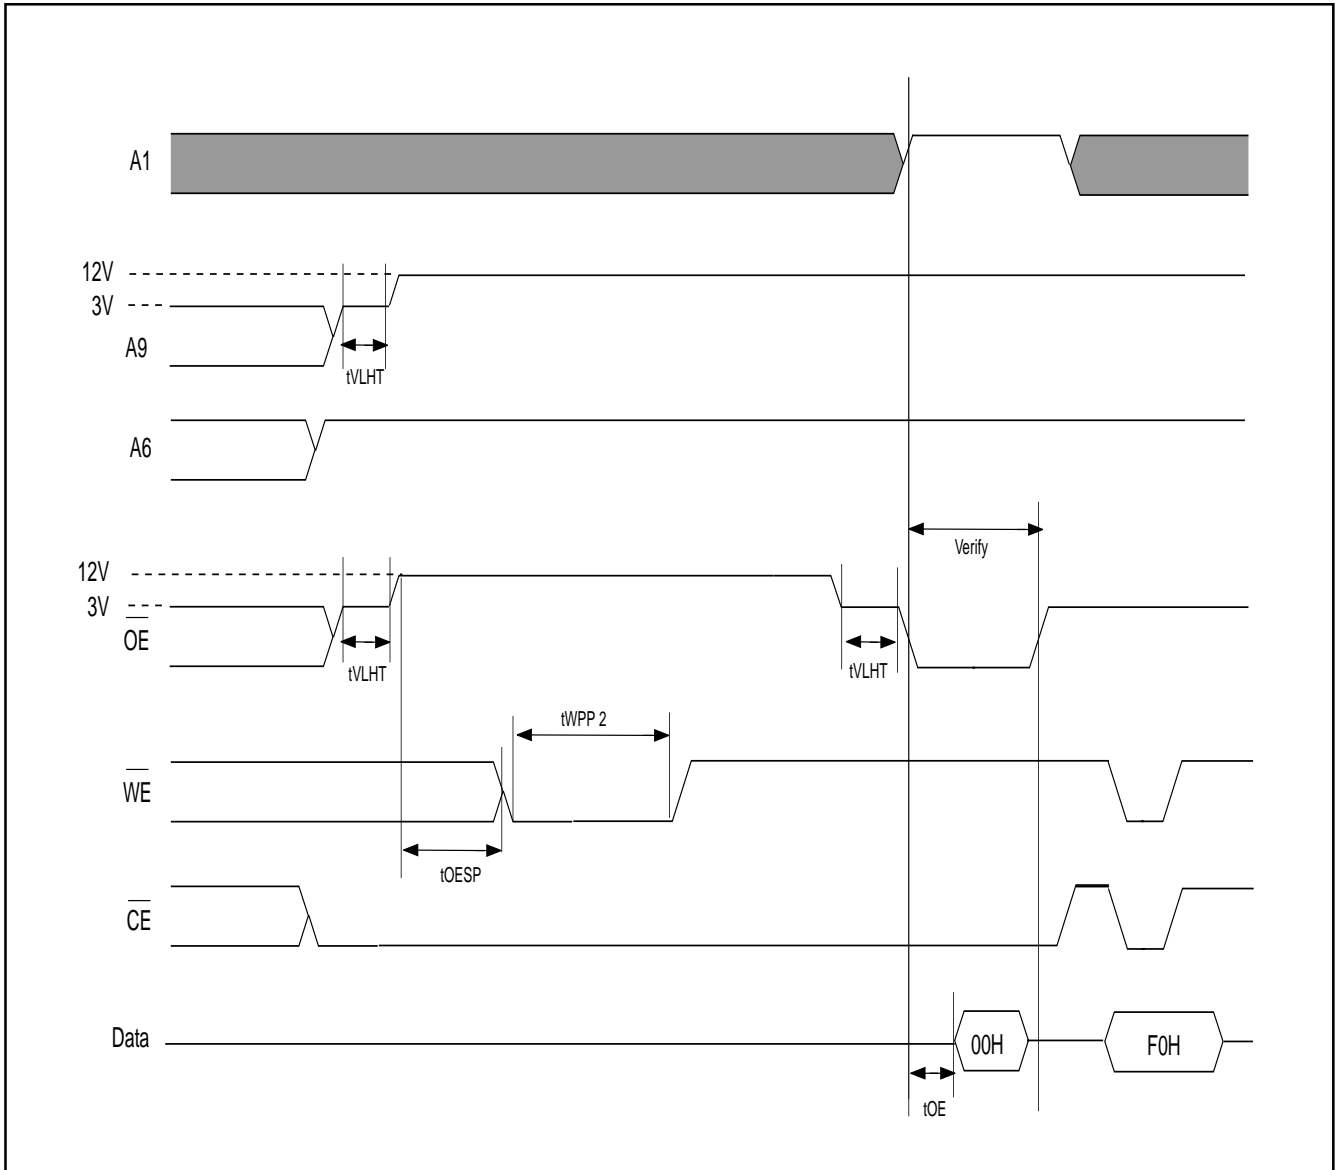 A1
12V
3V
A9
tVLHT
A6
Verify
12V
3V
OE
tVLHT
tVLHT
tWPP 2
WE
tOESP
CE
Data
00H
F0H
tOE